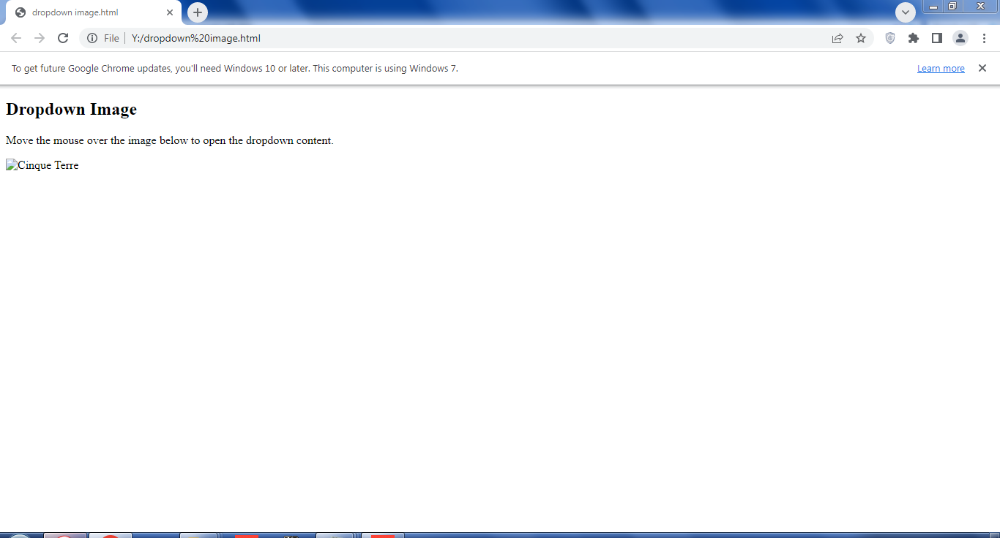 dropdown image.html
File Y:/dropdown%20image.html
To get future Google Chrome updates, you'll need Windows 10 or later. This computer is using Windows 7. Learn more
Dropdown Image
Move the mouse over the image below to open the dropdown content.
Cinque Terre